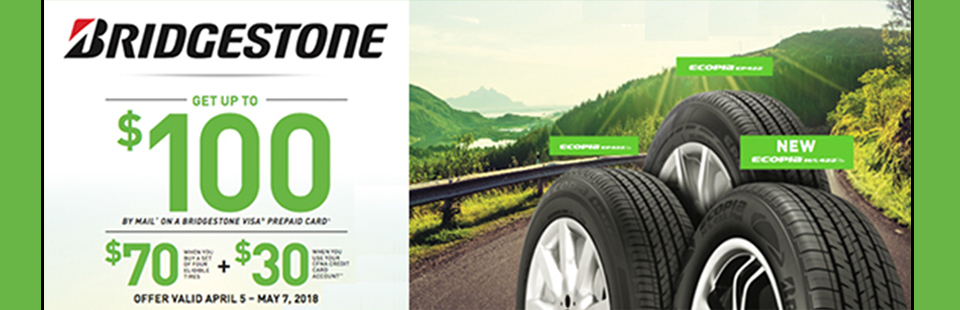 BRIDGESTONE
GET UP TO
$100
BY MAIL* ON A BRIDGESTONE VISA® PREPAID CARD*
$70
WHEN YOU
BUY A SET
OF FOUR
ELIGIBLE
TIRES
+
$30
WHEN YOU
USE YOUR
CFNA CREDIT
CARD
ACCOUNT**
OFFER VALID APRIL 5 – MAY 7, 2018
ECOPIA EP422
ECOPIA
NEW
ECOPIA
ECOPIA